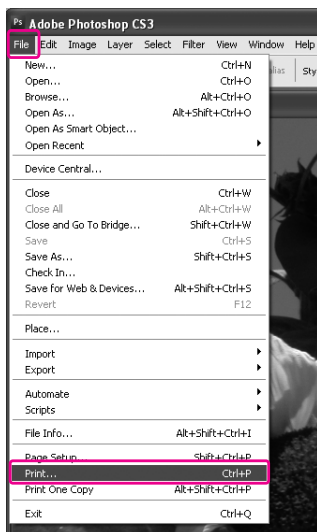 Ps Adobe Photoshop CS3
File Edit Image Layer Select Filter View Window Help
New... Ctrl+N
Open... Ctrl+O
Browse... Alt+Ctrl+O
Open As... Alt+Shift+Ctrl+O
Open As Smart Object...
Open Recent
Device Central...
Close Ctrl+W
Close All Alt+Ctrl+W
Close and Go To Bridge... Shift+Ctrl+W
Save Ctrl+S
Save As... Shift+Ctrl+S
Check In...
Save for Web & Devices... Alt+Shift+Ctrl+S
Revert F12
Place...
Import
Export
Automate
Scripts
File Info... Alt+Shift+Ctrl+I
Page Setup... Shift+Ctrl+P
Print... Ctrl+P
Print One Copy Alt+Shift+Ctrl+P
Exit Ctrl+Q